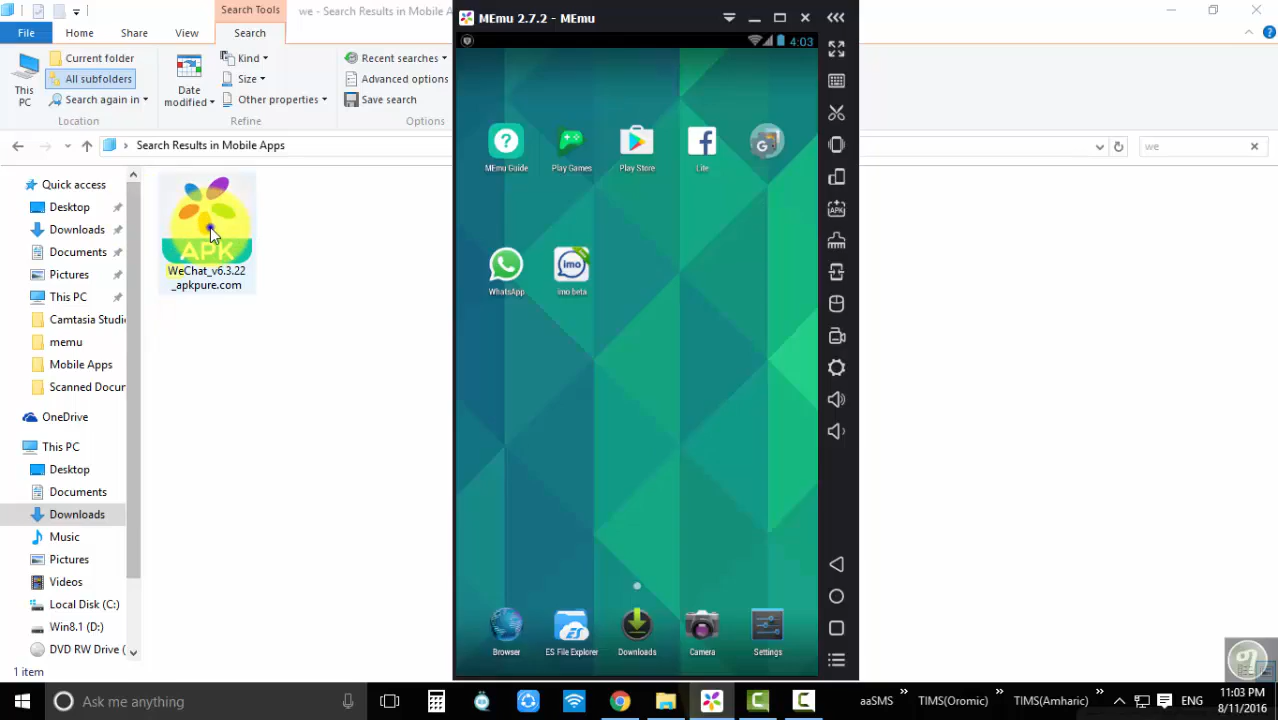 Search Tools
we - Search Results in Mobile A
File
Home
Share
View
Search
This PC
Current folder
All subfolders
Search again in
Location
Date modified
Kind
Size
Other properties
Refine
Recent searches
Advanced options
Save search
Options
Search Results in Mobile Apps
we
Quick access
Desktop
Downloads
Documents
Pictures
This PC
Camtasia Studi
memu
Mobile Apps
Scanned Docur
OneDrive
This PC
Desktop
Documents
Downloads
Music
Pictures
Videos
Local Disk (C:)
Win8.1 (D:)
DVD RW Drive (
1 item
APK
WeChat_v6.3.22
_apkpure.com
MEmu 2.7.2 - MEmu
4:03
MEmu Guide
Play Games
Play Store
Lite
G
WhatsApp
imo
imo beta
APK
Browser
ES File Explorer
Downloads
Camera
Settings
Ask me anything
aaSMS
TIMS(Oromic)
TIMS(Amharic)
ENG
11:03 PM
8/11/2016